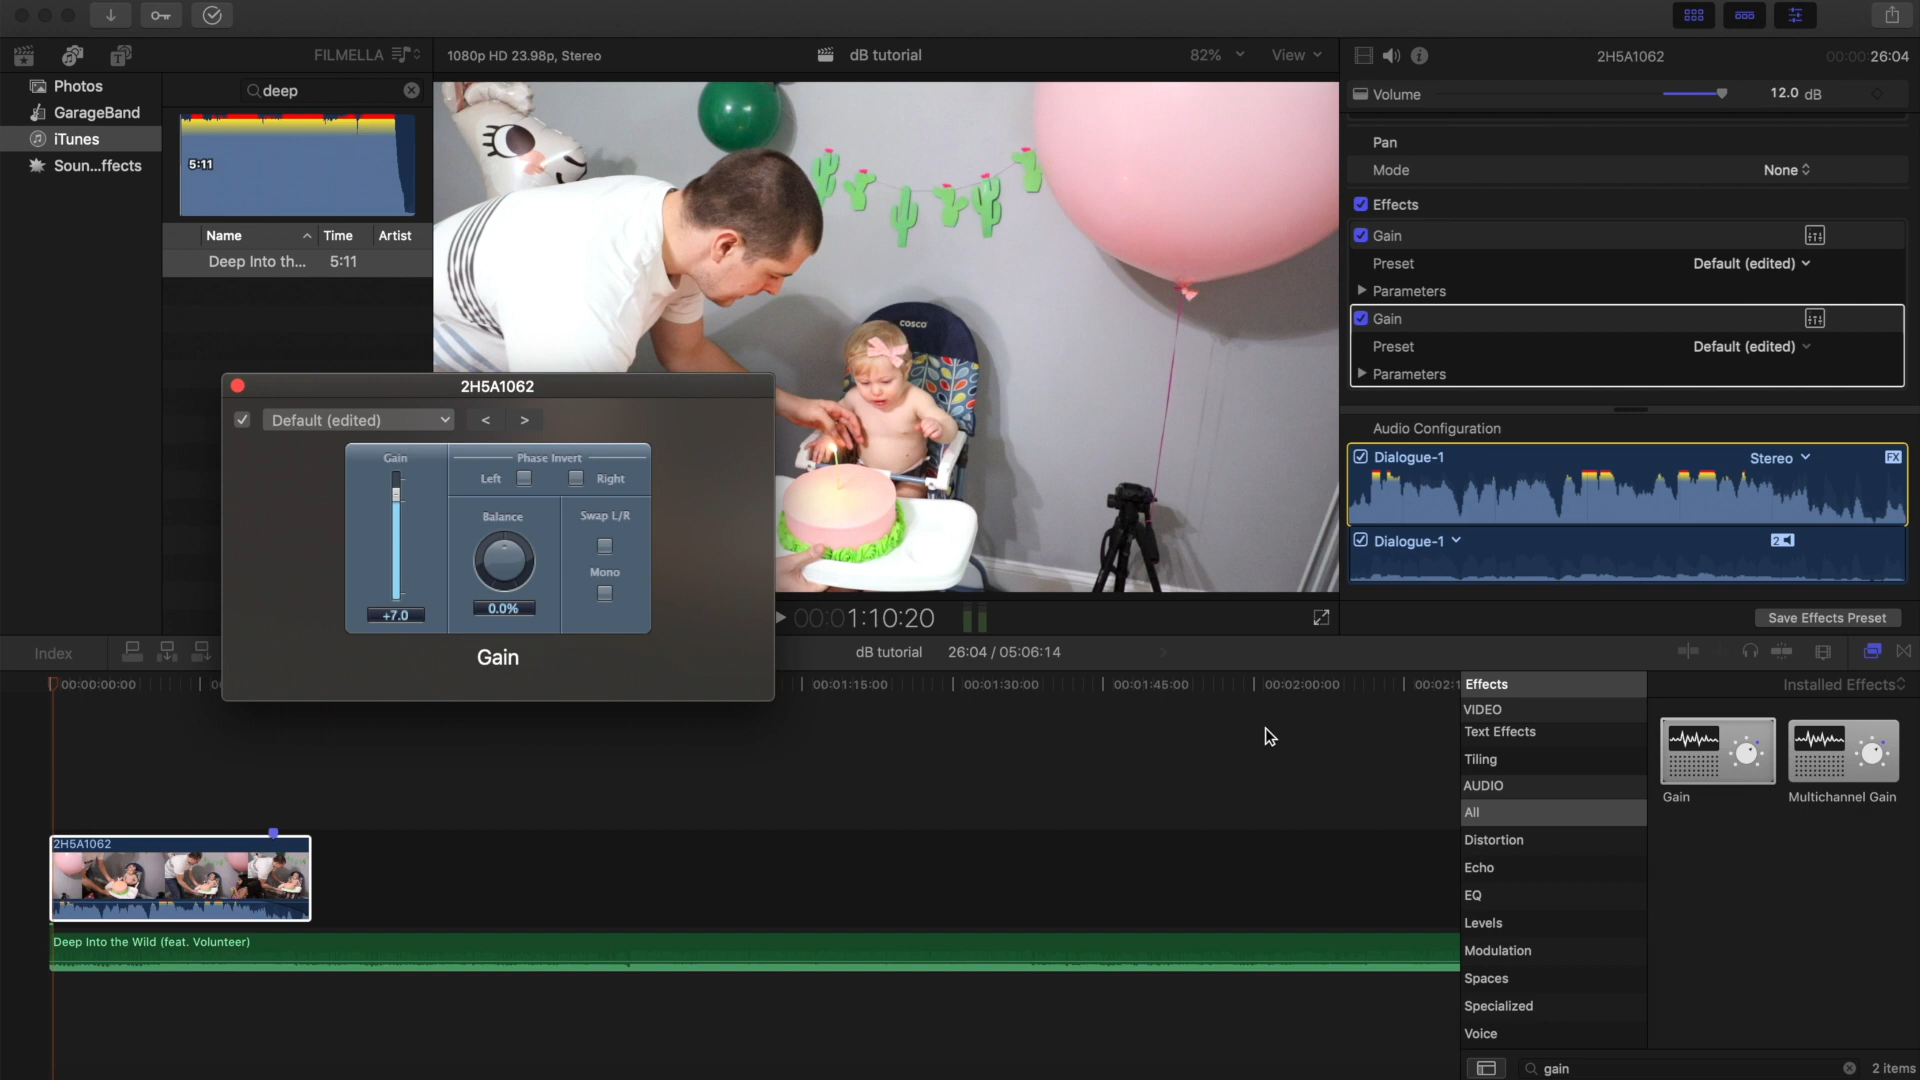 FILMELLA
1080p HD 23.98p, Stereo
dB tutorial
82%
View
2H5A1062
00:00:26:04
Photos
GarageBand
iTunes
Soun...ffects
deep
5:11
Name
Time
Artist
Deep Into th...
5:11
cosco
Volume
12.0 dB
Pan
Mode
None
Effects
Gain
Preset
Default (edited)
Parameters
Gain
Preset
Default (edited)
Parameters
Audio Configuration
Dialogue-1
Stereo
FX
Dialogue-1
2
Save Effects Preset
2H5A1062
Default (edited)
<
>
Gain
Phase Invert
Left
Right
Balance
Swap L/R
Mono
+7.0
0.0%
Gain
00:01:10:20
Index
dB tutorial
26:04 / 05:06:14
00:00:00:00
00:01:15:00
00:01:30:00
00:01:45:00
00:02:00:00
2H5A1062
Deep Into the Wild (feat. Volunteer)
Effects
Installed Effects
VIDEO
Text Effects
Tiling
AUDIO
All
Distortion
Echo
EQ
Levels
Modulation
Spaces
Specialized
Voice
Gain
Multichannel Gain
gain
2 items